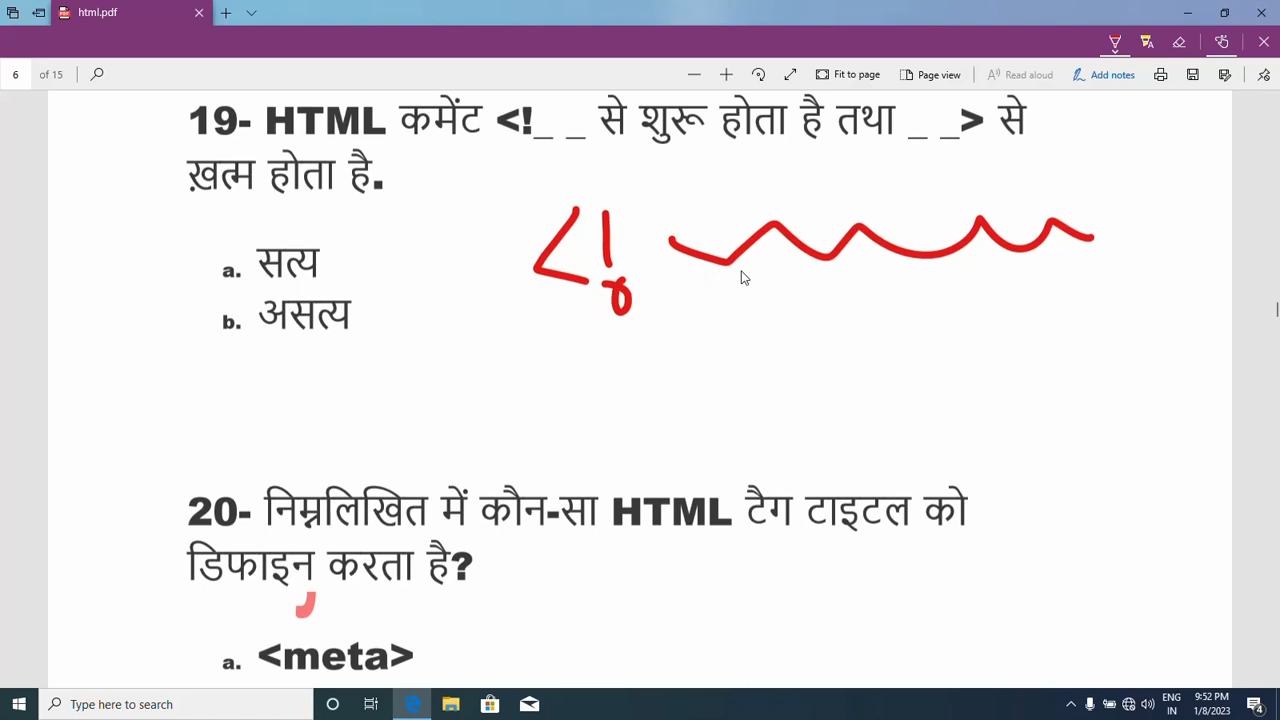 html.pdf
6 of 15
Fit to page
Page view
Read aloud
Add notes
19- HTML कमेंट <!_ _ से शुरू होता है तथा _ _> से
ख़त्म होता है.
<!
a. सत्य
b. असत्य
20- निम्नलिखित में कौन-सा HTML टैग टाइटल को
डिफाइन करता है?
a. <meta>
Type here to search
ENG
IN
9:52 PM
1/8/2023
4